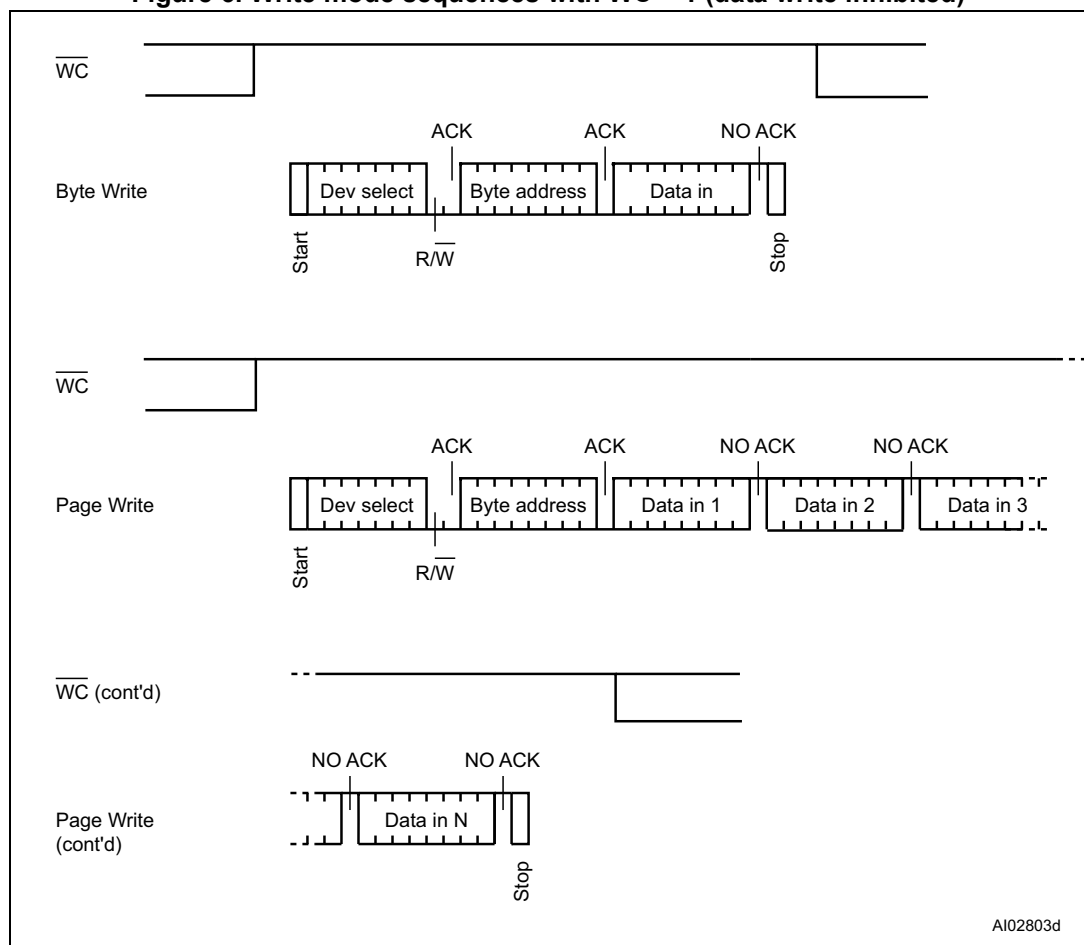 Figure Write mode sequences with WC 1 (data write inhibited)
WC
ACK ACK NO ACK
Byte Write Dev select Byte address Data in
Start R/W Stop
WC
ACK ACK NO ACK NO ACK
Page Write Dev select Byte address Data in 1 Data in 2 Data in 3
Start R/W
WC (cont'd)
NO ACK NO ACK
Page Write Data in N
(cont'd)
Stop
AI02803d